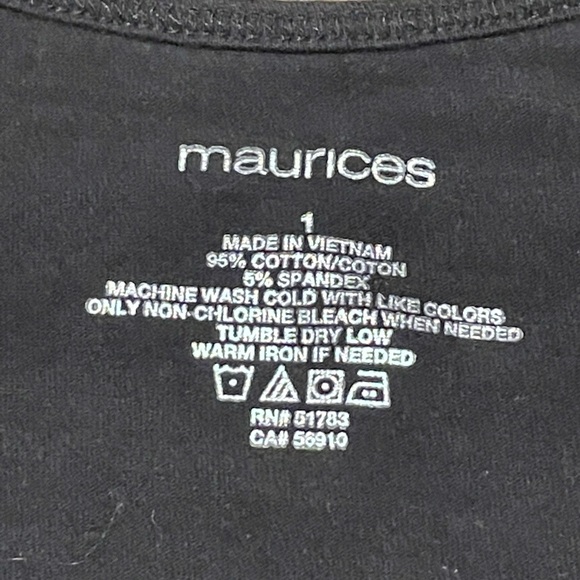 maurices
1
MADE IN VIETNAM
95% COTTON/COTON
5% SPANDEX
MACHINE WASH COLD WITH LIKE COLORS
ONLY NON-CHLORINE BLEACH WHEN NEEDED
TUMBLE DRY LOW
WARM IRON IF NEEDED
RN# 51783
CA# 56910